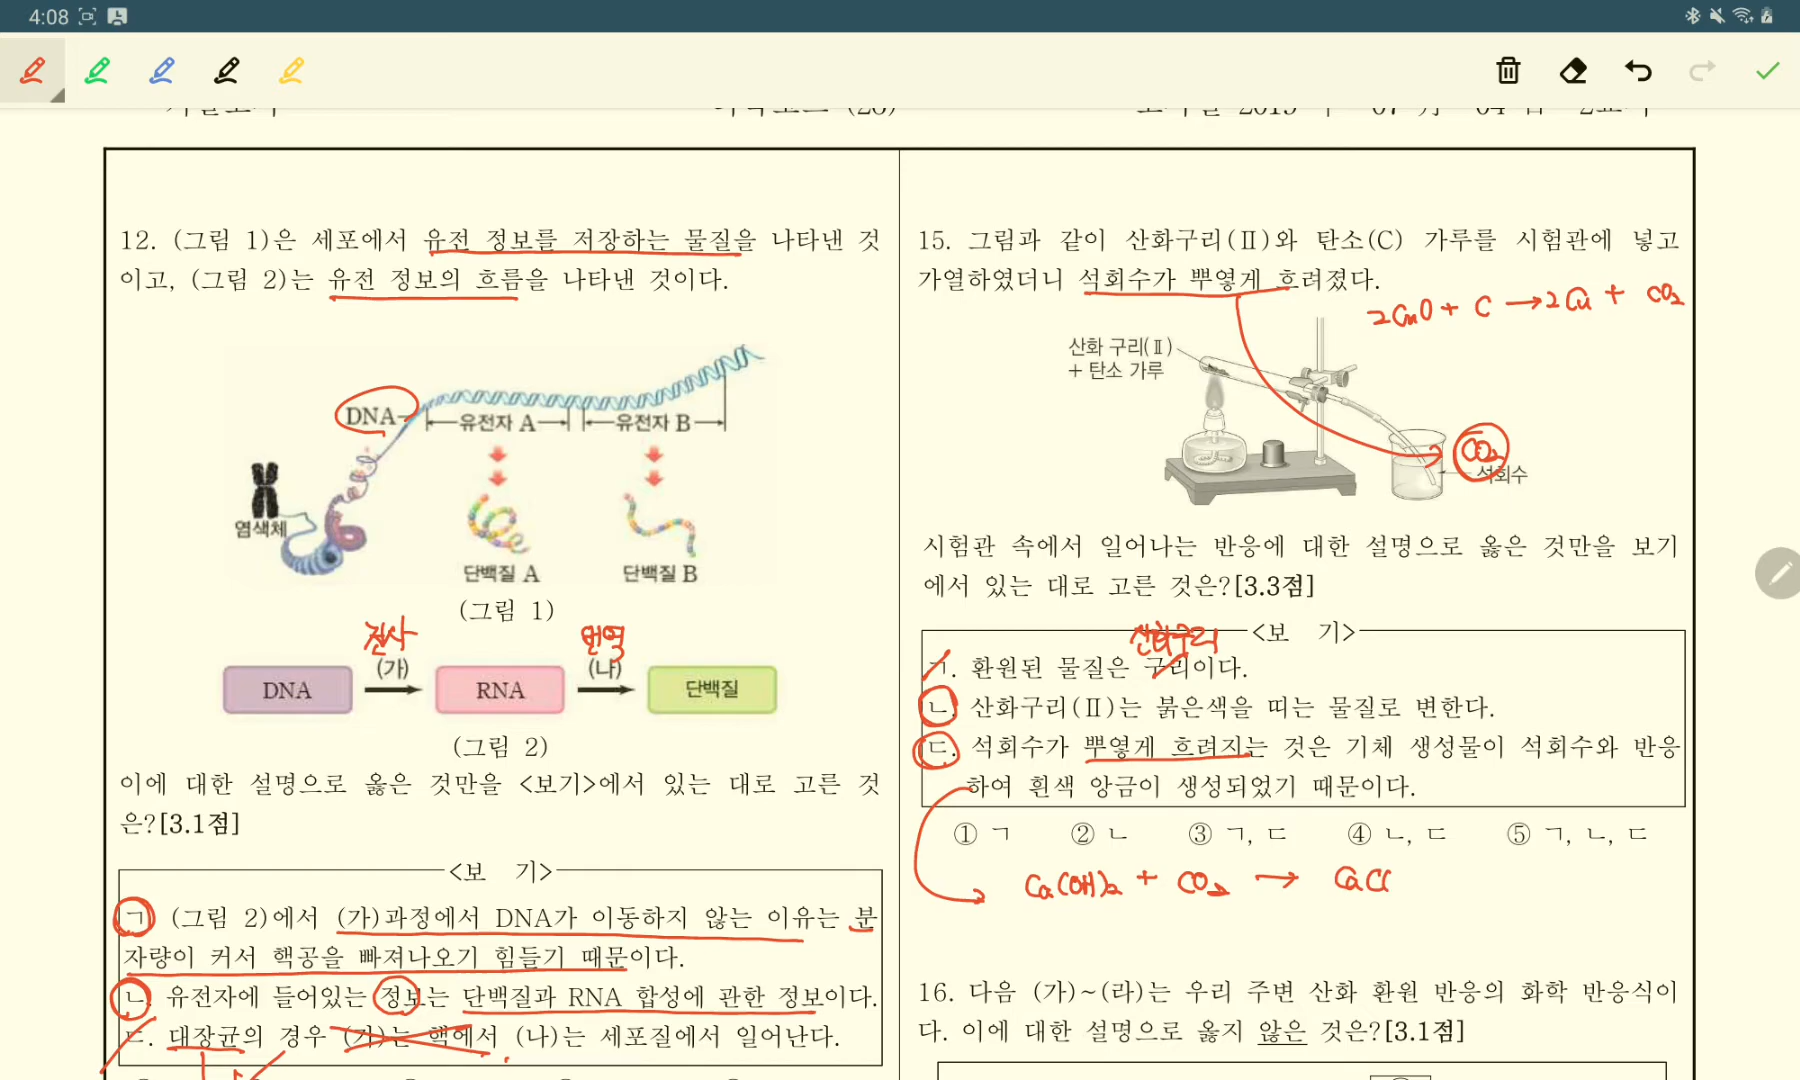 4:08
12. (그림 1)은 세포에서 유전 정보를 저장하는 물질을 나타낸 것
이고, (그림 2)는 유전 정보의 흐름을 나타낸 것이다.
DNA
유전자 A
유전자 B
염색체
단백질 A
단백질 B
(그림 1)
전사
번역
(가)
(나)
DNA
RNA
단백질
(그림 2)
이에 대한 설명으로 옳은 것만을 <보기>에서 있는 대로 고른 것
은?[3.1점]
<보 기>
ㄱ. (그림 2)에서 (가)과정에서 DNA가 이동하지 않는 이유는 분
자량이 커서 핵공을 빠져나오기 힘들기 때문이다.
ㄴ. 유전자에 들어있는 정보는 단백질과 RNA 합성에 관한 정보이다.
ㄷ. 대장균의 경우 (가)는 핵에서 (나)는 세포질에서 일어난다.
15. 그림과 같이 산화구리(Ⅱ)와 탄소(C) 가루를 시험관에 넣고
가열하였더니 석회수가 뿌옇게 흐려졌다.
2CuO + C → 2Cu + CO₂
산화 구리(Ⅱ)
+ 탄소 가루
CO₂
석회수
시험관 속에서 일어나는 반응에 대한 설명으로 옳은 것만을 보기
에서 있는 대로 고른 것은?[3.3점]
<보 기>
산화구리
ㄱ. 환원된 물질은 구리이다.
ㄴ. 산화구리(Ⅱ)는 붉은색을 띠는 물질로 변한다.
ㄷ. 석회수가 뿌옇게 흐려지는 것은 기체 생성물이 석회수와 반응
하여 흰색 앙금이 생성되었기 때문이다.
① ㄱ ② ㄴ ③ ㄱ, ㄷ ④ ㄴ, ㄷ ⑤ ㄱ, ㄴ, ㄷ
Ca(OH)₂ + CO₂ → CaC
16. 다음 (가)~(라)는 우리 주변 산화 환원 반응의 화학 반응식이
다. 이에 대한 설명으로 옳지 않은 것은?[3.1점]